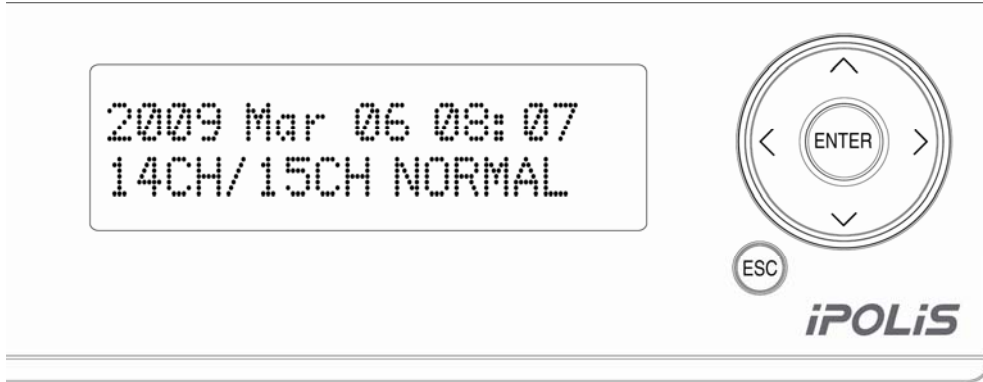 2009 Mar 06 08:07
14CH/15CH NORMAL
ENTER
ESC
iPOLiS